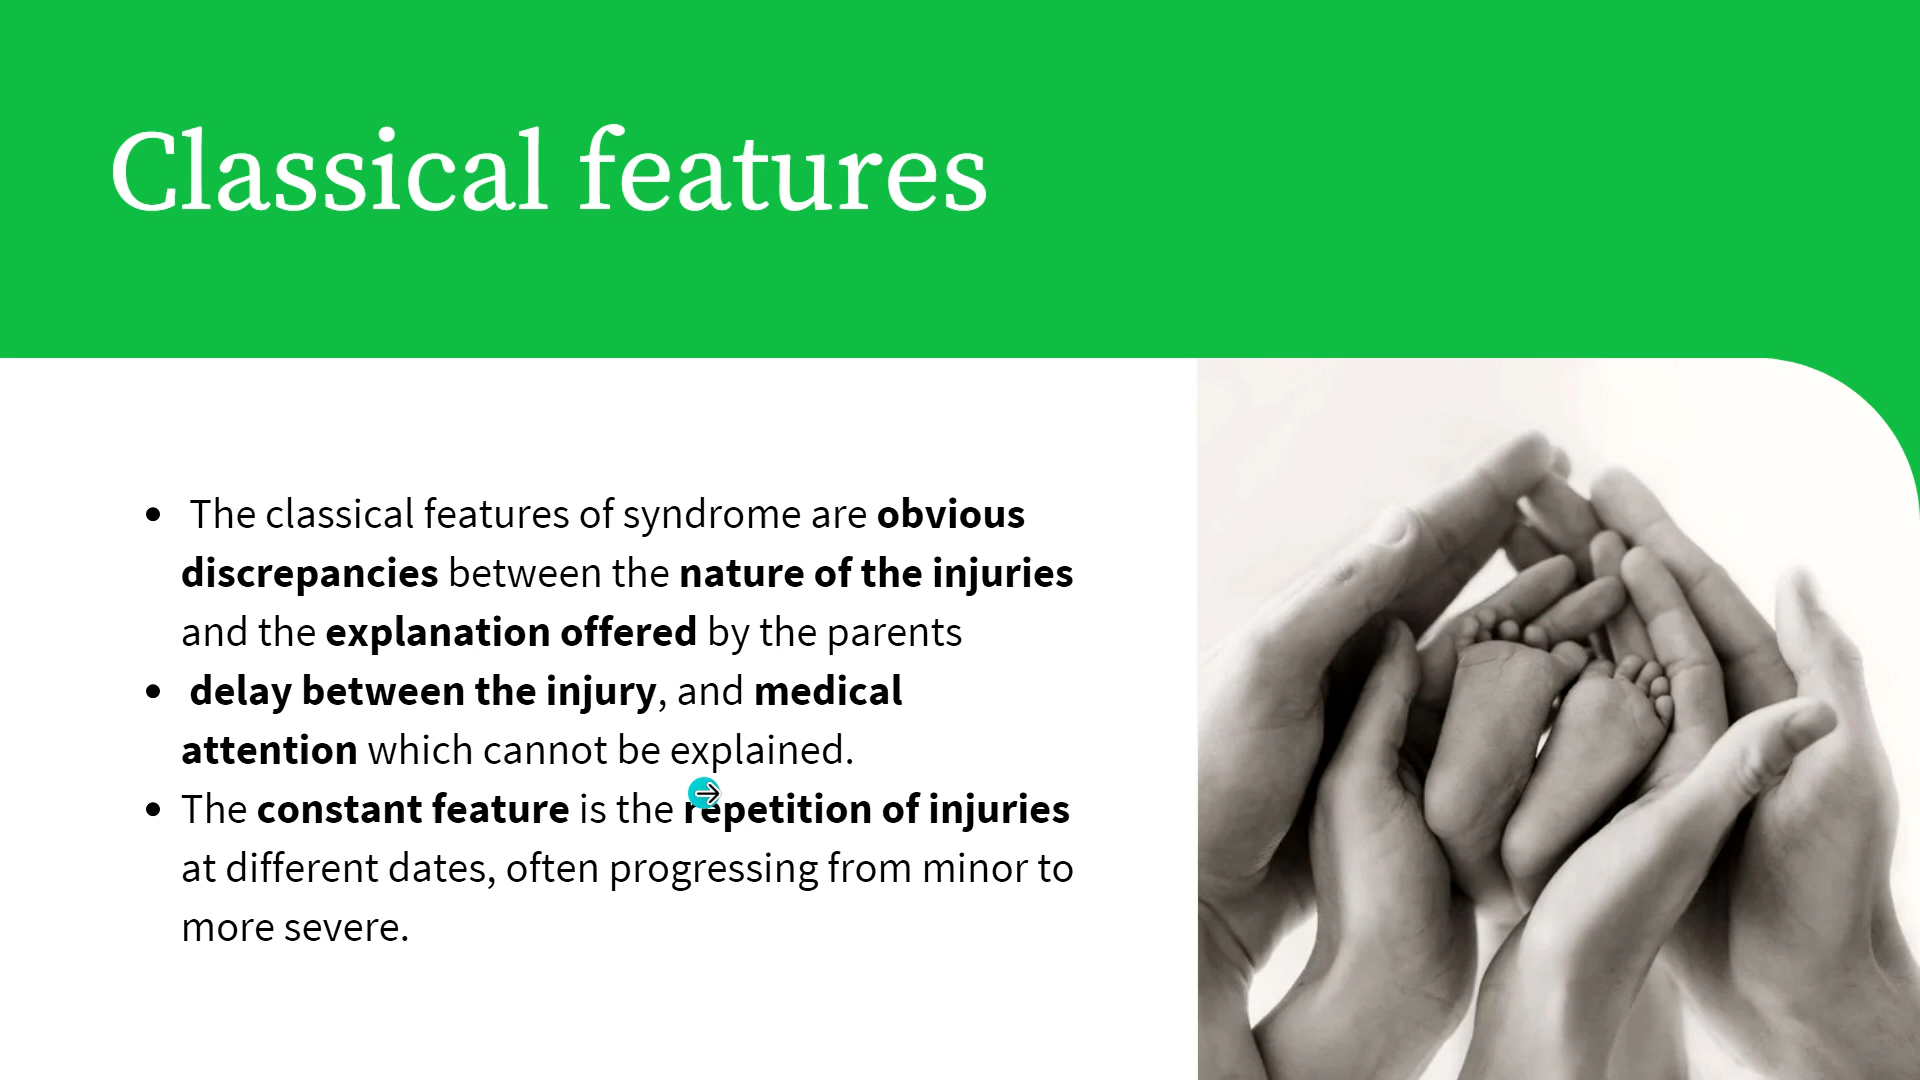 Classical features
The classical features of syndrome are obvious
discrepancies between the nature of the injuries
and the explanation offered by the parents
delay between the injury, and medical
attention which cannot be explained.
The constant feature is the repetition of injuries
at different dates, often progressing from minor to
more severe.